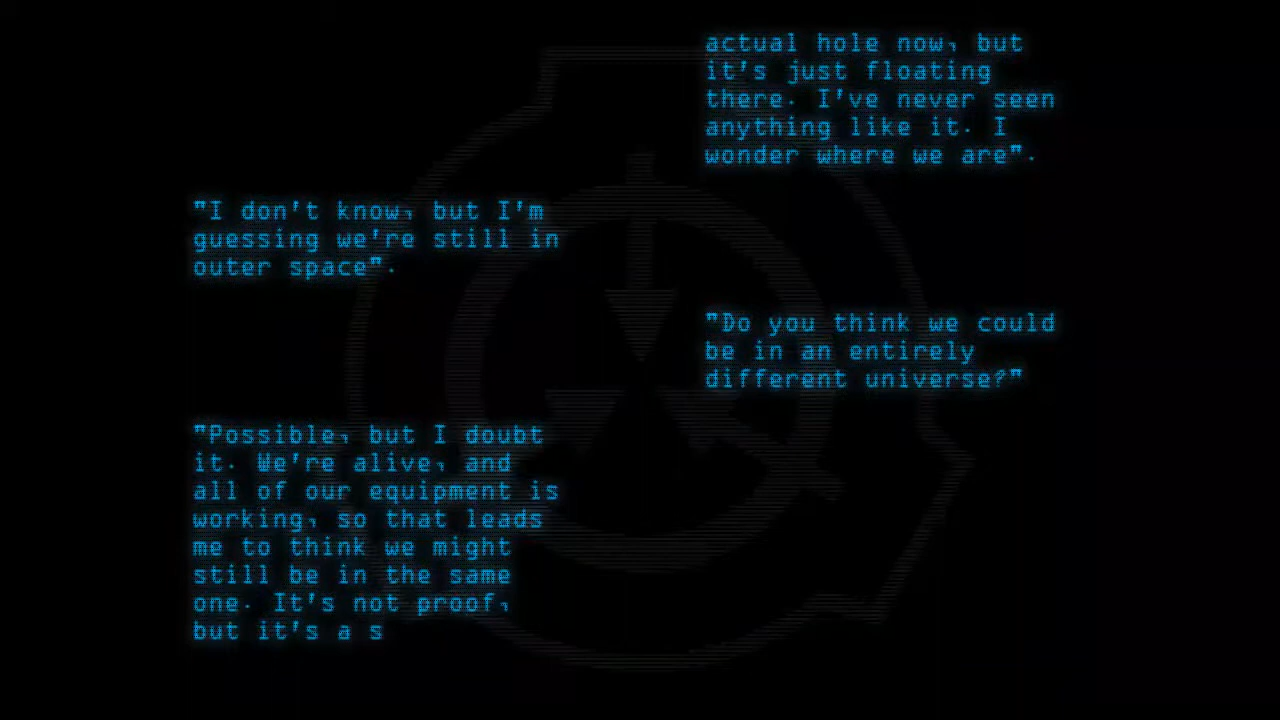 actual hole now, but
it's just floating
there. I've never seen
anything like it. I
wonder where we are".
"I don't know, but I'm
guessing we're still in
outer space".
"Do you think we could
be in an entirely
different universe?"
"Possible, but I doubt
it. We're alive, and
all of our equipment is
working, so that leads
me to think we might
still be in the same
one. It's not proof,
but it's a s